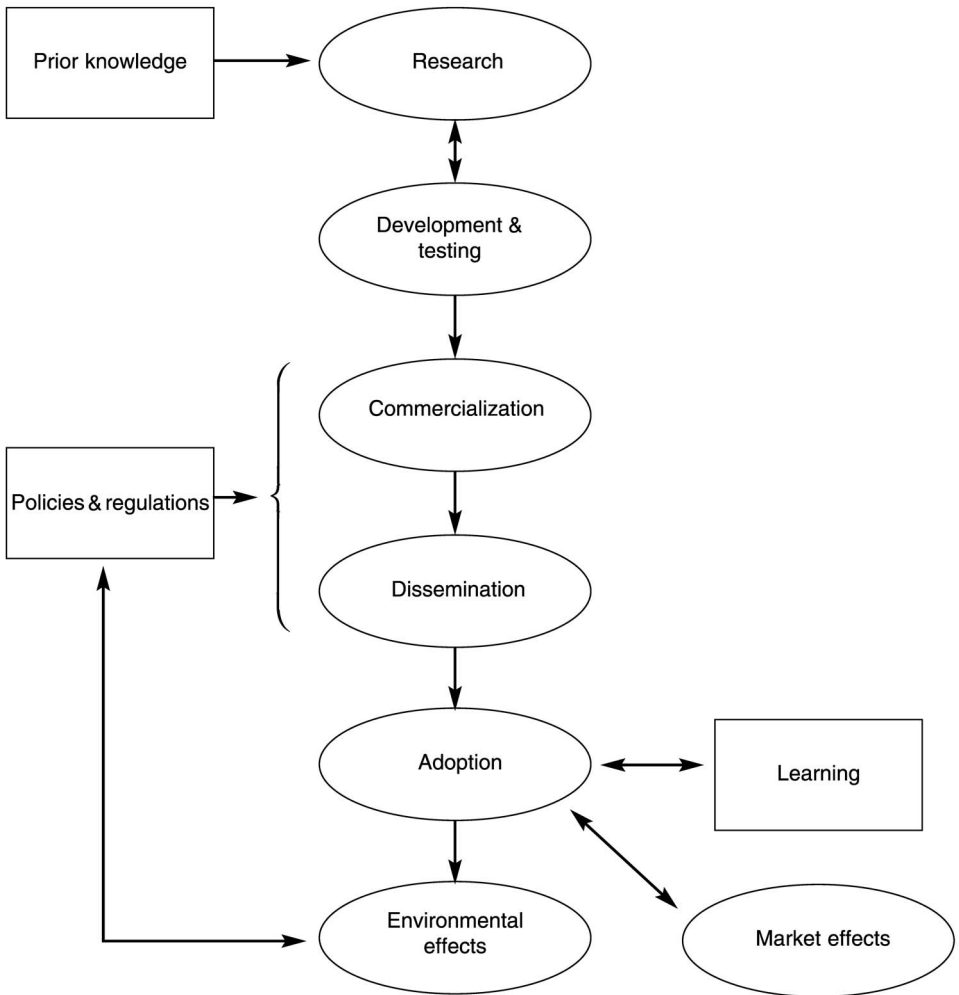 Prior knowledge
Research
Development &
testing
Commercialization
Policies & regulations
Dissemination
Adoption
Learning
Environmental
effects
Market effects